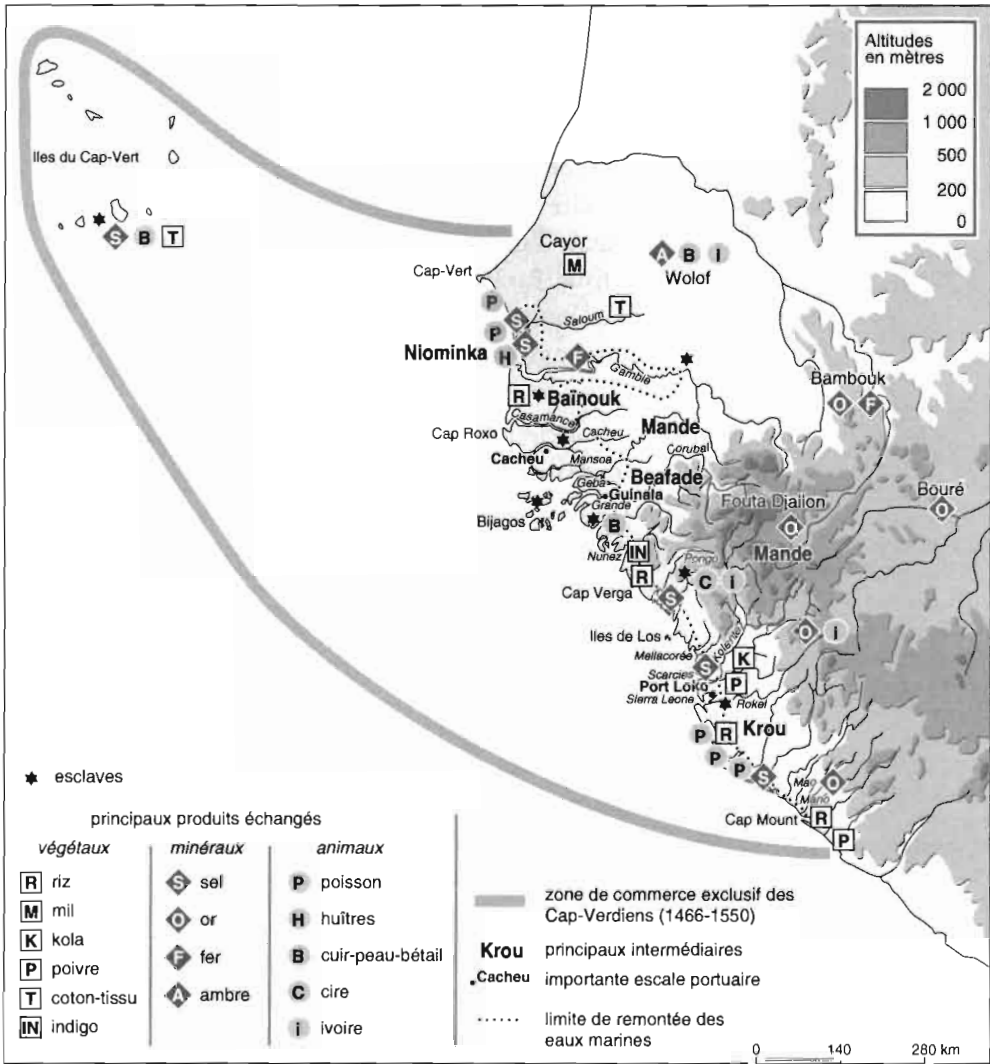 Altitudes
en mètres
2 000
1 000
500
200
0
Iles du Cap-Vert
S B T
Cayor
M
A B i
Wolof
Cap-Vert
P
S
Saloum
T
P
S
Niominka
H
F
Gambie
Bambouk
O F
R
Baïnouk
Casamance
Cap Roxo
Cacheu
Mande
Cacheu
Mansoa
Corubal
Beafade
Geba
Guinala
Fouta Djallon
Bouré
O
O
Grande
Bijagos
B
Mande
Nunez
IN
Pongo
R
C i
Cap Verga
S
O i
Iles de Los
Kolente
Mellacorée
K
S
Scarcies
P
Port Loko
Sierra Leone
Rokel
R
Krou
P
P
P
S
Mao
O
Mano
Cap Mount
R
P
esclaves
principaux produits échangés
végétaux
R riz
M mil
K kola
P poivre
T coton-tissu
IN indigo
minéraux
S sel
O or
F fer
A ambre
animaux
P poisson
H huîtres
B cuir-peau-bétail
C cire
i ivoire
zone de commerce exclusif des
Cap-Verdiens (1466-1550)
Krou principaux intermédiaires
Cacheu importante escale portuaire
limite de remontée des
eaux marines
0 140 280 km